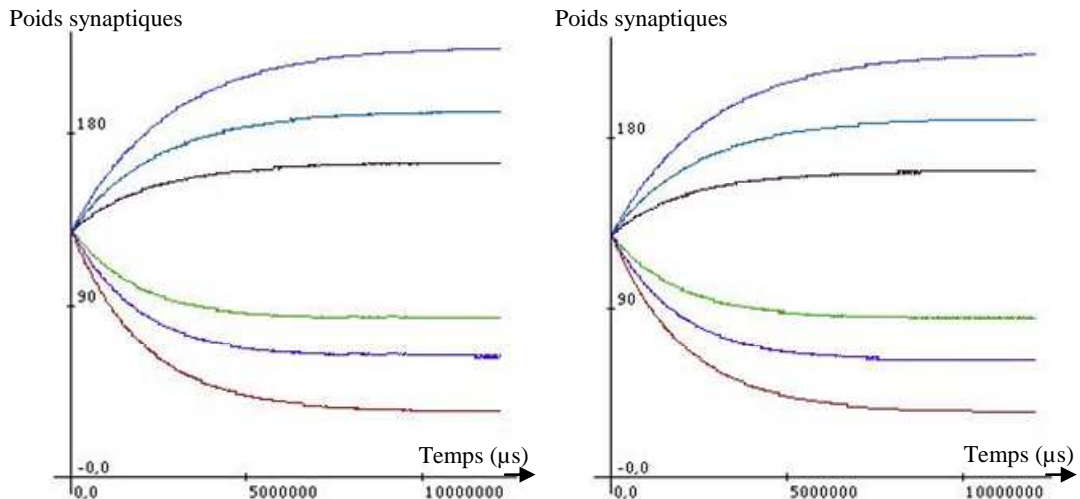 Poids synaptiques
180
90
-0,0
Temps (µs)
0,0 5000000 10000000
Poids synaptiques
180
90
-0,0
Temps (µs)
0,0 5000000 10000000